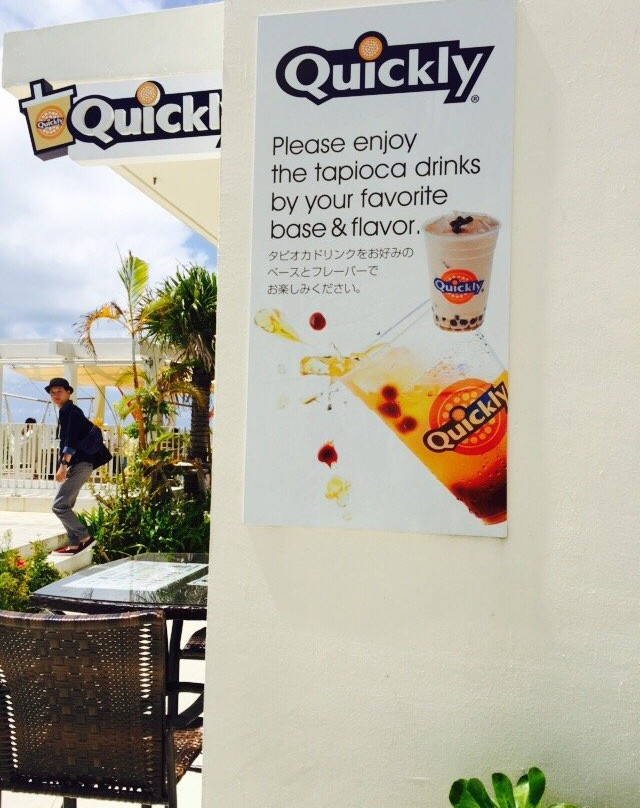 Quickly
Quickly
Quickly®
Please enjoy
the tapioca drinks
by your favorite
base & flavor.
タピオカドリンクをお好みの
ベースとフレーバーで
お楽しみください。
Quickly
Quickly